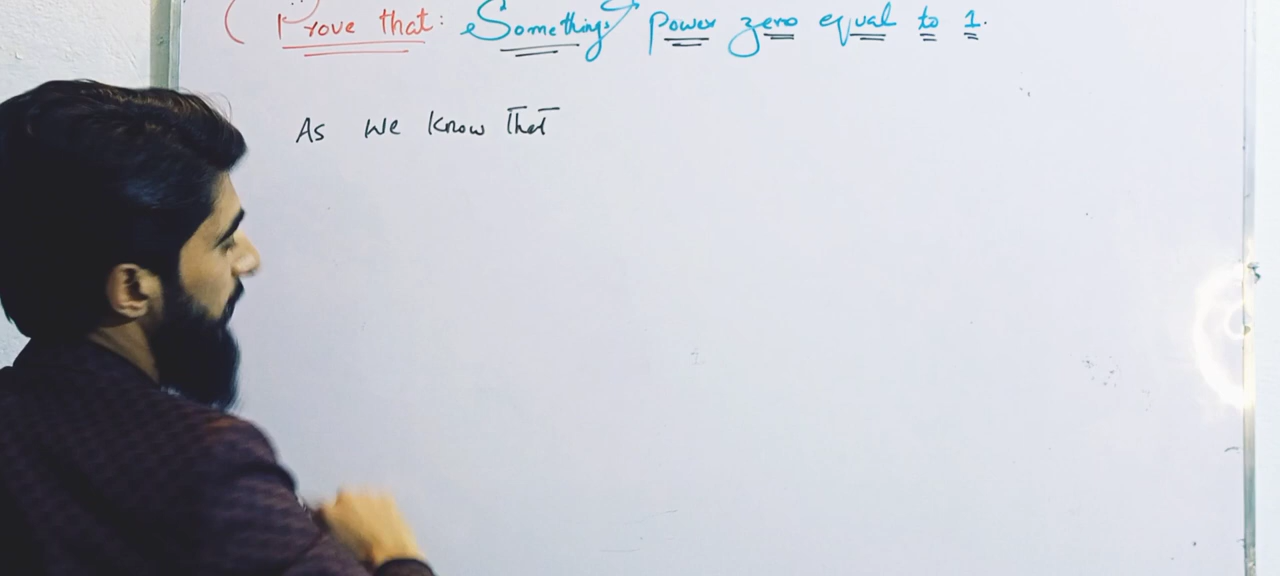 Prove that: "Something" power zero equal to 1.
As we know that